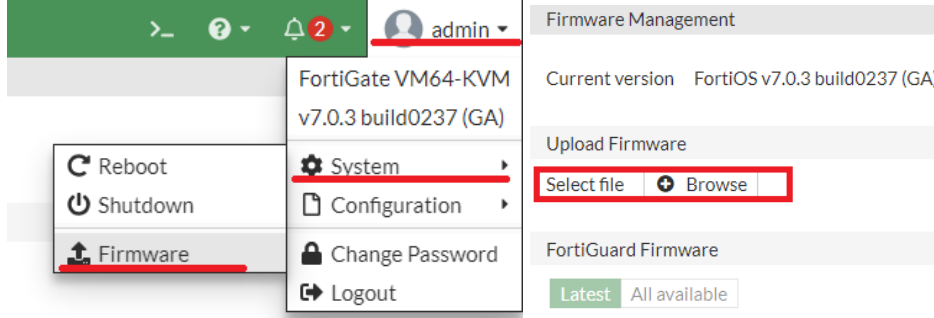 >_
2
admin
FortiGate VM64-KVM
v7.0.3 build0237 (GA)
System
Configuration
Change Password
Logout
Reboot
Shutdown
Firmware
Firmware Management
Current version FortiOS v7.0.3 build0237 (GA)
Upload Firmware
Select file Browse
FortiGuard Firmware
Latest All available